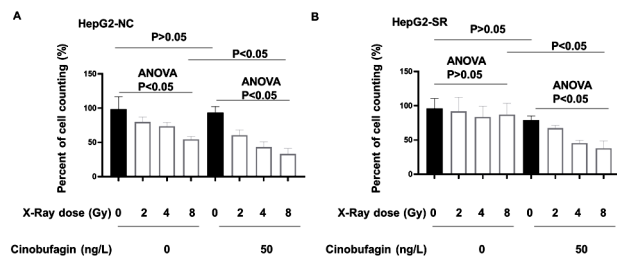 A
HepG2-NC
P>0.05
P<0.05
ANOVA
P<0.05
ANOVA
P<0.05
Percent of cell counting (%)
150
100
50
0
X-Ray dose (Gy) 0 2 4 8 0 2 4 8
Cinobufagin (ng/L) 0 50
B
HepG2-SR
P>0.05
P<0.05
ANOVA
P>0.05
ANOVA
P<0.05
Percent of cell counting (%)
150
100
50
0
X-Ray dose (Gy) 0 2 4 8 0 2 4 8
Cinobufagin (ng/L) 0 50